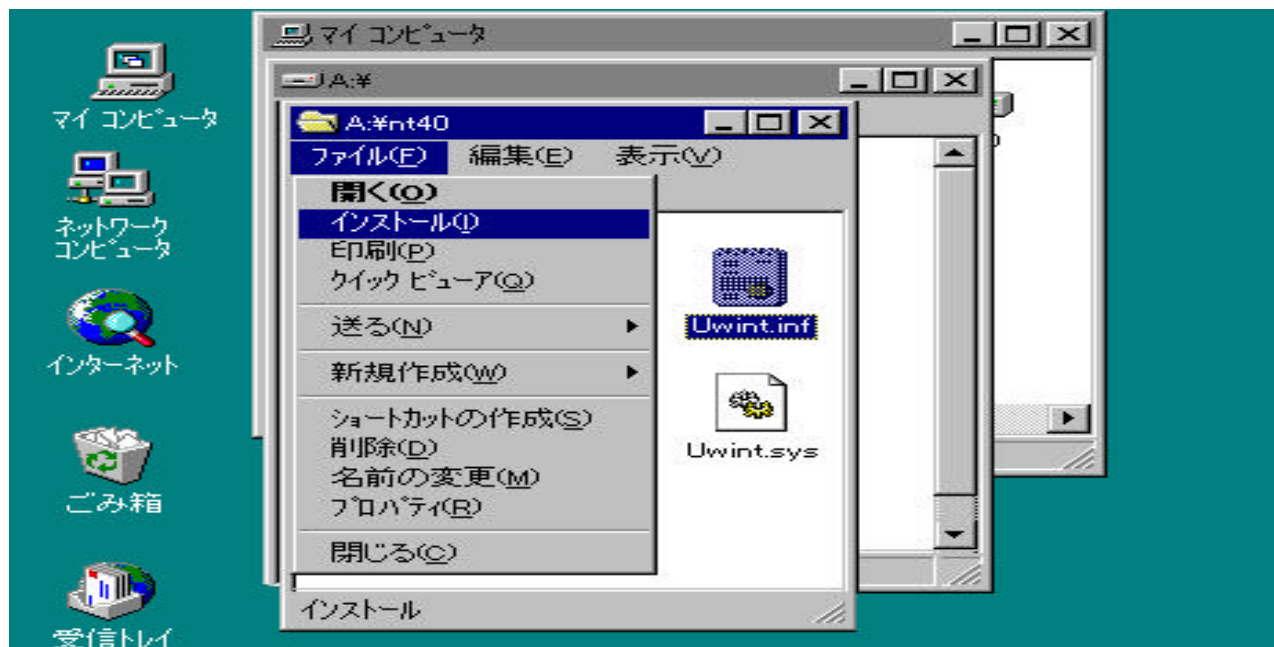 マイ コンピュータ
ネットワーク
コンピュータ
インターネット
ごみ箱
受信トレイ
マイ コンピュータ
A:¥
A:¥nt40
ファイル(F) 編集(E) 表示(V)
開く(O)
インストール(I)
印刷(P)
クイック ビューア(Q)
送る(N)
新規作成(W)
ショートカットの作成(S)
削除(D)
名前の変更(M)
プロパティ(R)
閉じる(C)
Uwint.inf
Uwint.sys
インストール